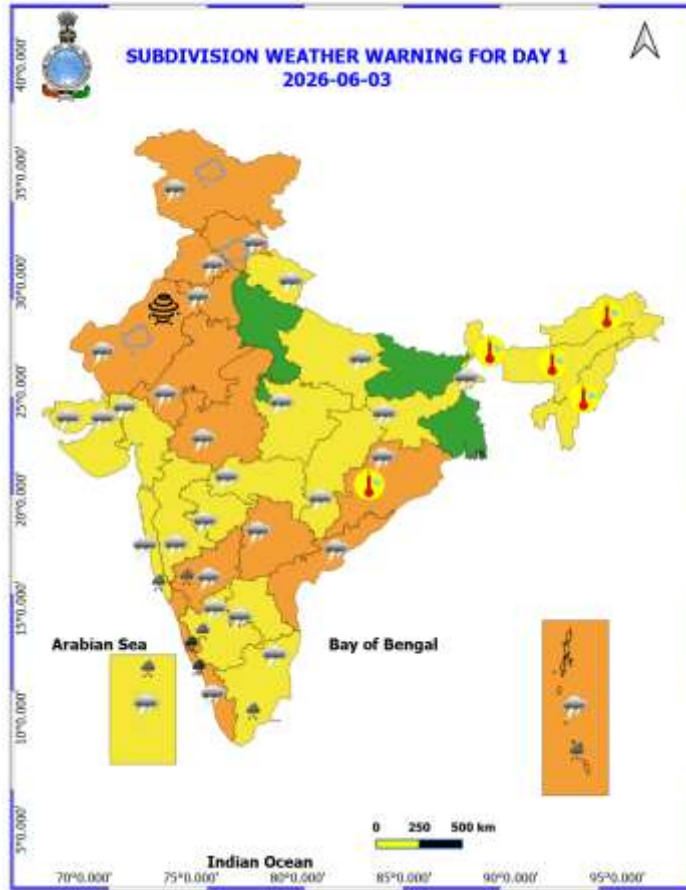 SUBDIVISION WEATHER WARNING FOR DAY 1
2026-06-03
40°0.000'
35°0.000'
30°0.000'
25°0.000'
20°0.000'
15°0.000'
10°0.000'
5°0.000'
Arabian Sea
Bay of Bengal
0 250 500 km
Indian Ocean
70°0.000' 75°0.000' 80°0.000' 85°0.000' 90°0.000' 95°0.000'